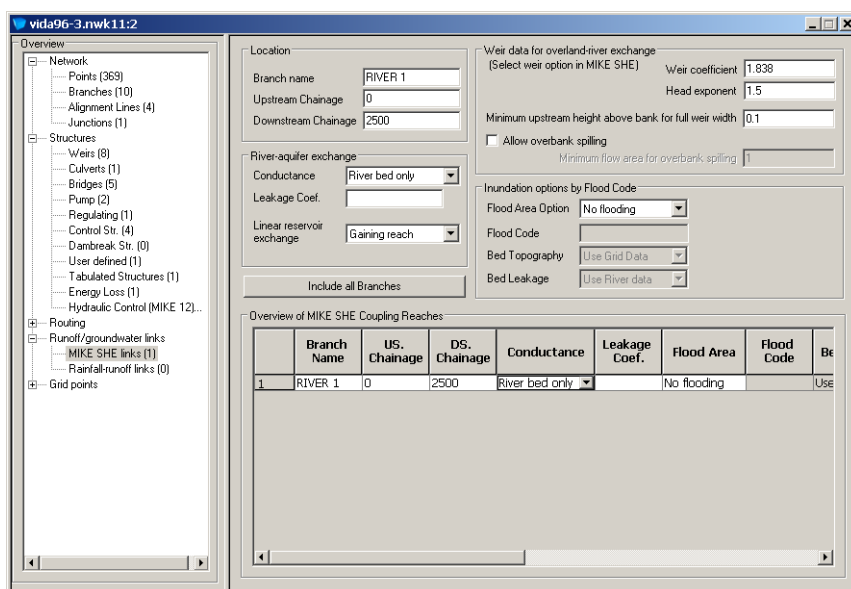 vida96-3.nwk11:2
Overview
Network
Points (369)
Branches (10)
Alignment Lines (4)
Junctions (1)
Structures
Weirs (8)
Culverts (1)
Bridges (5)
Pump (2)
Regulating (1)
Control Str. (4)
Dambreak Str. (0)
User defined (1)
Tabulated Structures (1)
Energy Loss (1)
Hydraulic Control (MIKE 12)...
Routing
Runoff/groundwater links
MIKE SHE links (1)
Rainfall-runoff links (0)
Grid points
Location
Branch name RIVER 1
Upstream Chainage 0
Downstream Chainage 2500
River-aquifer exchange
Conductance River bed only
Leakage Coef.
Linear reservoir exchange Gaining reach
Include all Branches
Weir data for overland-river exchange
(Select weir option in MIKE SHE)
Weir coefficient 1.838
Head exponent 1.5
Minimum upstream height above bank for full weir width 0.1
Allow overbank spilling
Minimum flow area for overbank spilling 1
Inundation options by Flood Code
Flood Area Option No flooding
Flood Code
Bed Topography Use Grid Data
Bed Leakage Use River data
Overview of MIKE SHE Coupling Reaches
Branch Name US. Chainage DS. Chainage Conductance Leakage Coef. Flood Area Flood Code Be
1 RIVER 1 0 2500 River bed only No flooding Use